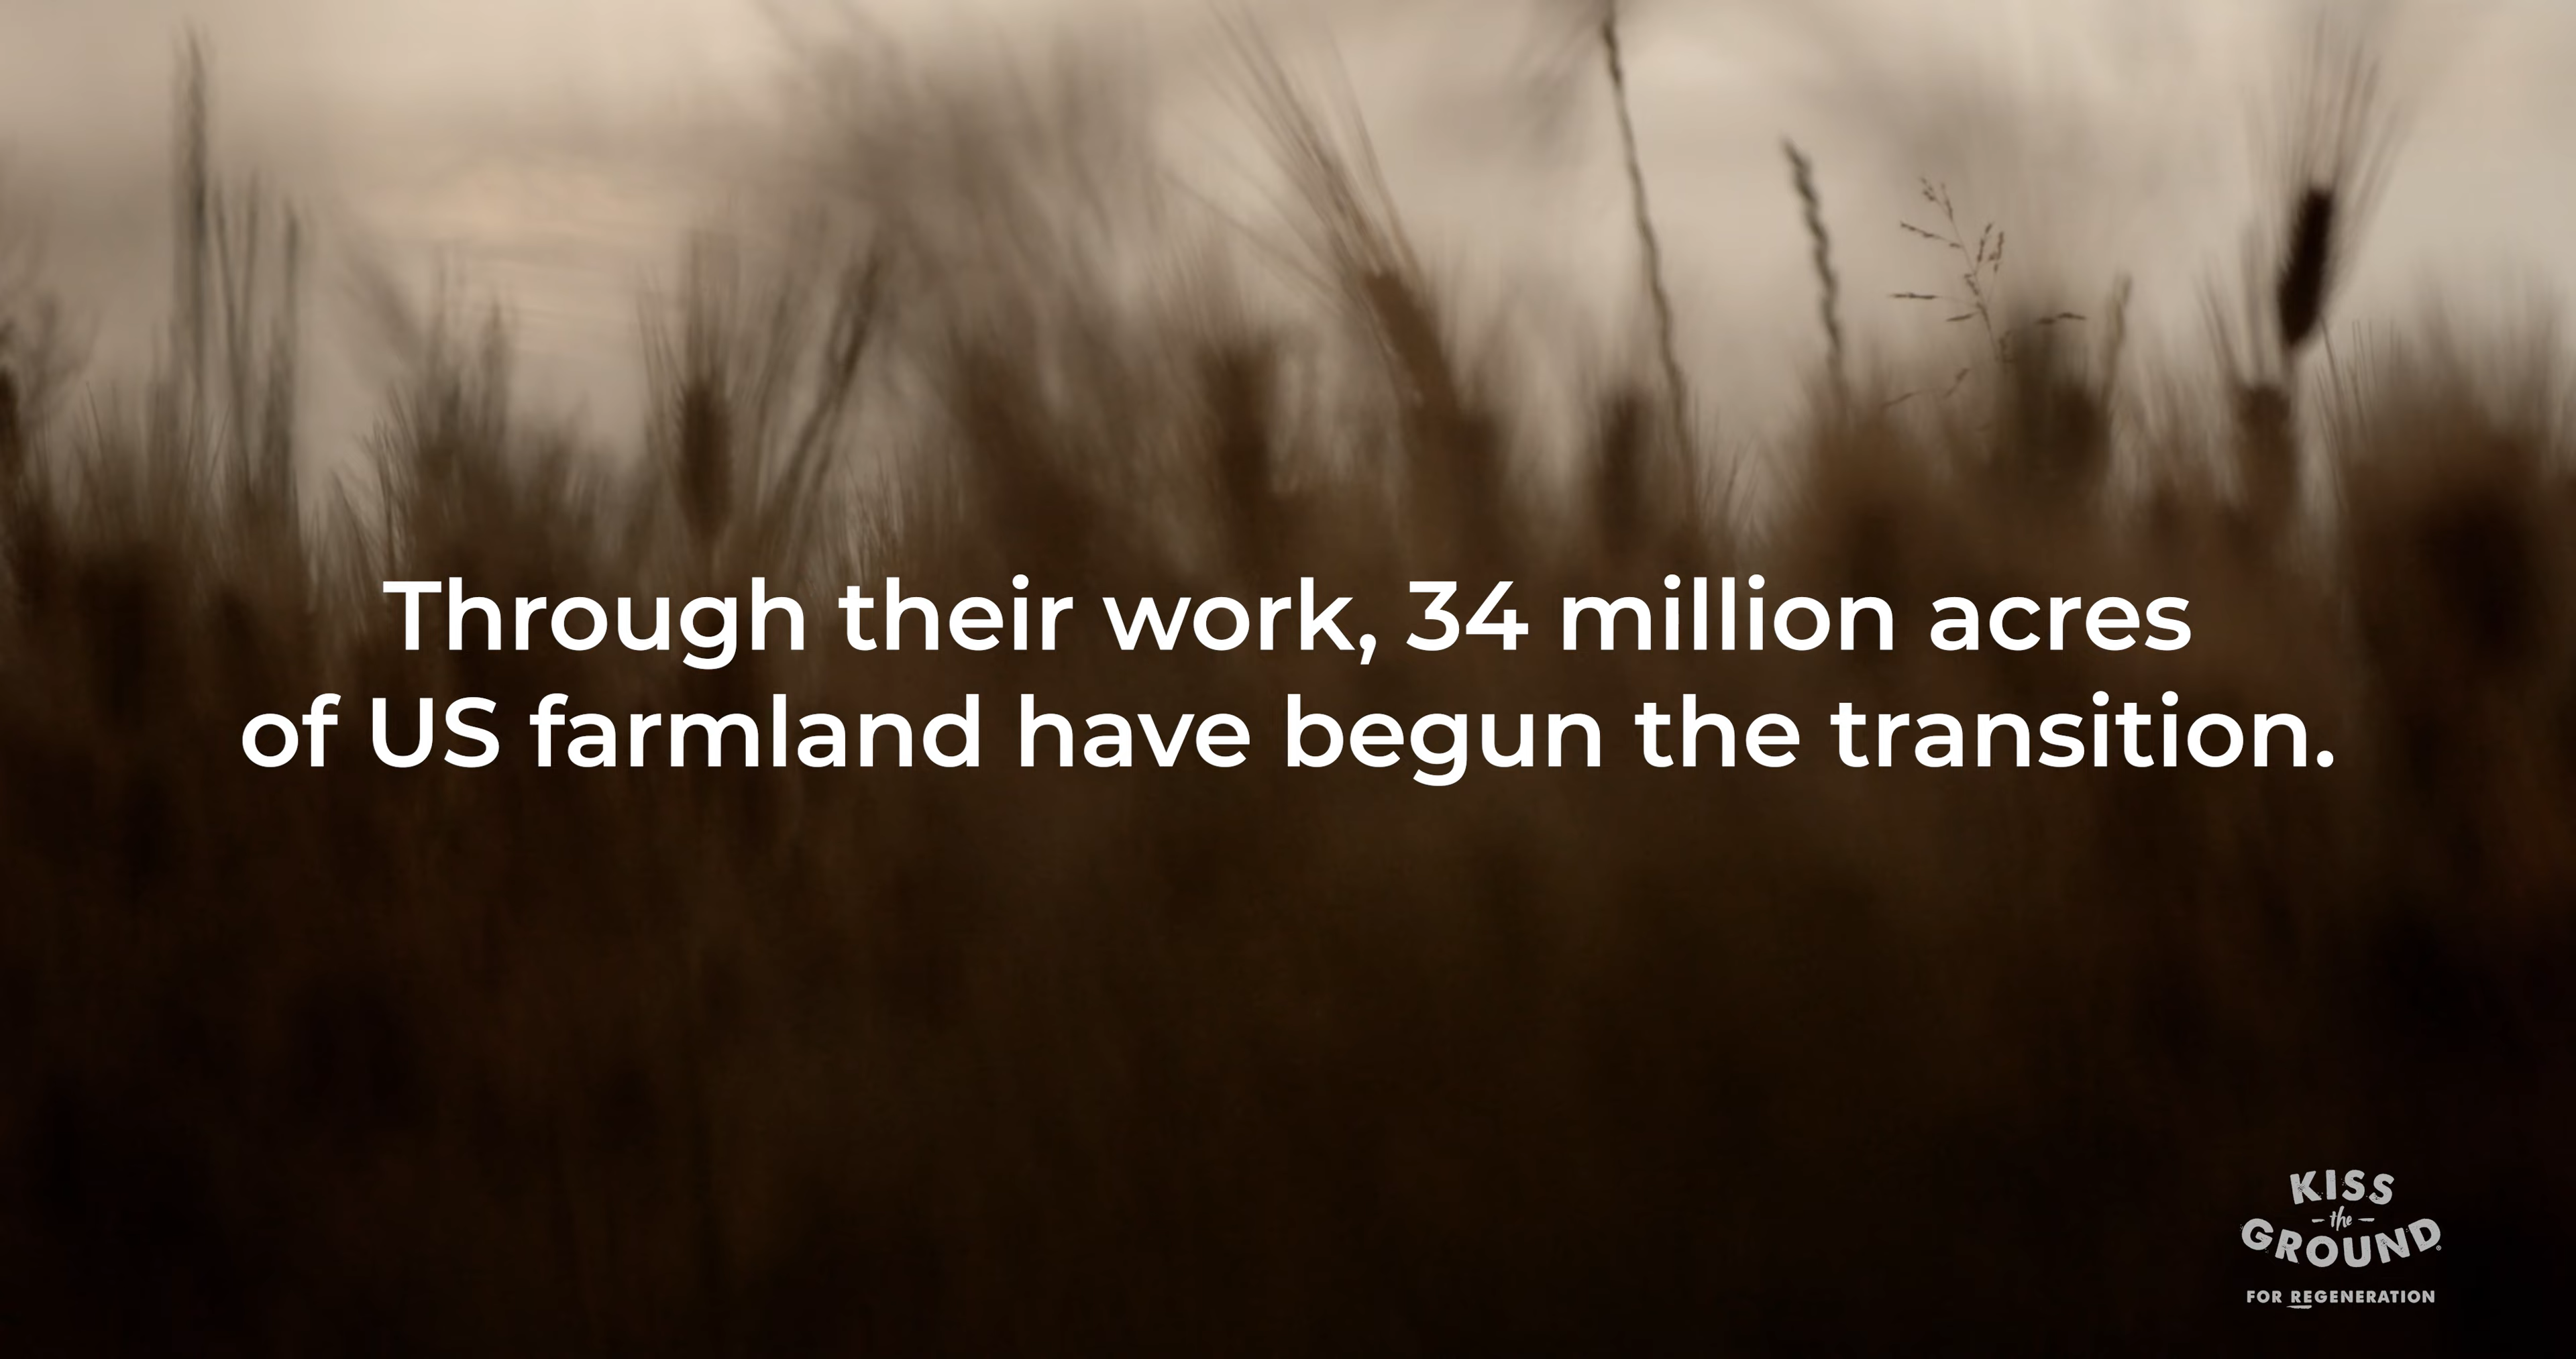 Through their work, 34 million acres
of US farmland have begun the transition.
KISS
the
GROUND
FOR REGENERATION